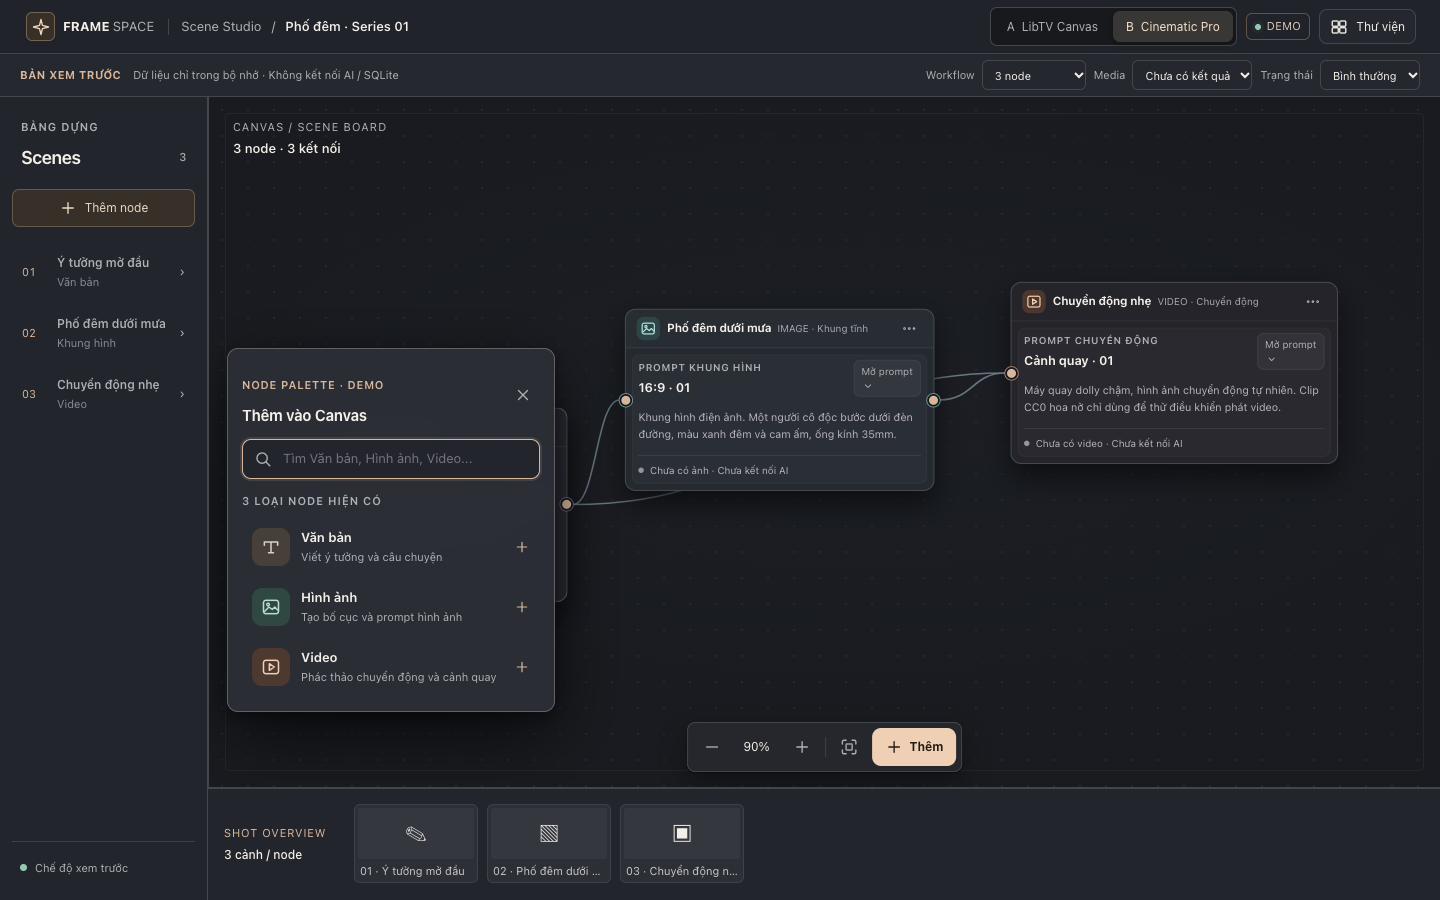 FRAME SPACE
Scene Studio / Phố đêm · Series 01
A LibTV Canvas
B Cinematic Pro
DEMO
Thư viện
BẢN XEM TRƯỚC
Dữ liệu chỉ trong bộ nhớ · Không kết nối AI / SQLite
Workflow
3 node
Media
Chưa có kết quả
Trạng thái
Bình thường
BẢNG DỰNG
Scenes
3
Thêm node
01
Ý tưởng mở đầu
Văn bản
02
Phố đêm dưới mưa
Khung hình
03
Chuyển động nhẹ
Video
Chế độ xem trước
CANVAS / SCENE BOARD
3 node · 3 kết nối
NODE PALETTE · DEMO
Thêm vào Canvas
Tìm Văn bản, Hình ảnh, Video...
3 LOẠI NODE HIỆN CÓ
Văn bản
Viết ý tưởng và câu chuyện
Hình ảnh
Tạo bố cục và prompt hình ảnh
Video
Phác thảo chuyển động và cảnh quay
Phố đêm dưới mưa IMAGE · Khung tĩnh
PROMPT KHUNG HÌNH
16:9 · 01
Mở prompt
Khung hình điện ảnh. Một người cô độc bước dưới đèn
đường, màu xanh đêm và cam ấm, ống kính 35mm.
Chưa có ảnh · Chưa kết nối AI
Chuyển động nhẹ VIDEO · Chuyển động
PROMPT CHUYỂN ĐỘNG
Cảnh quay · 01
Mở prompt
Máy quay dolly chậm, hình ảnh chuyển động tự nhiên. Clip
CC0 hoa nở chỉ dùng để thử điều khiển phát video.
Chưa có video · Chưa kết nối AI
90%
Thêm
SHOT OVERVIEW
3 cảnh / node
01 · Ý tưởng mở đầu
02 · Phố đêm dưới ...
03 · Chuyển động n...